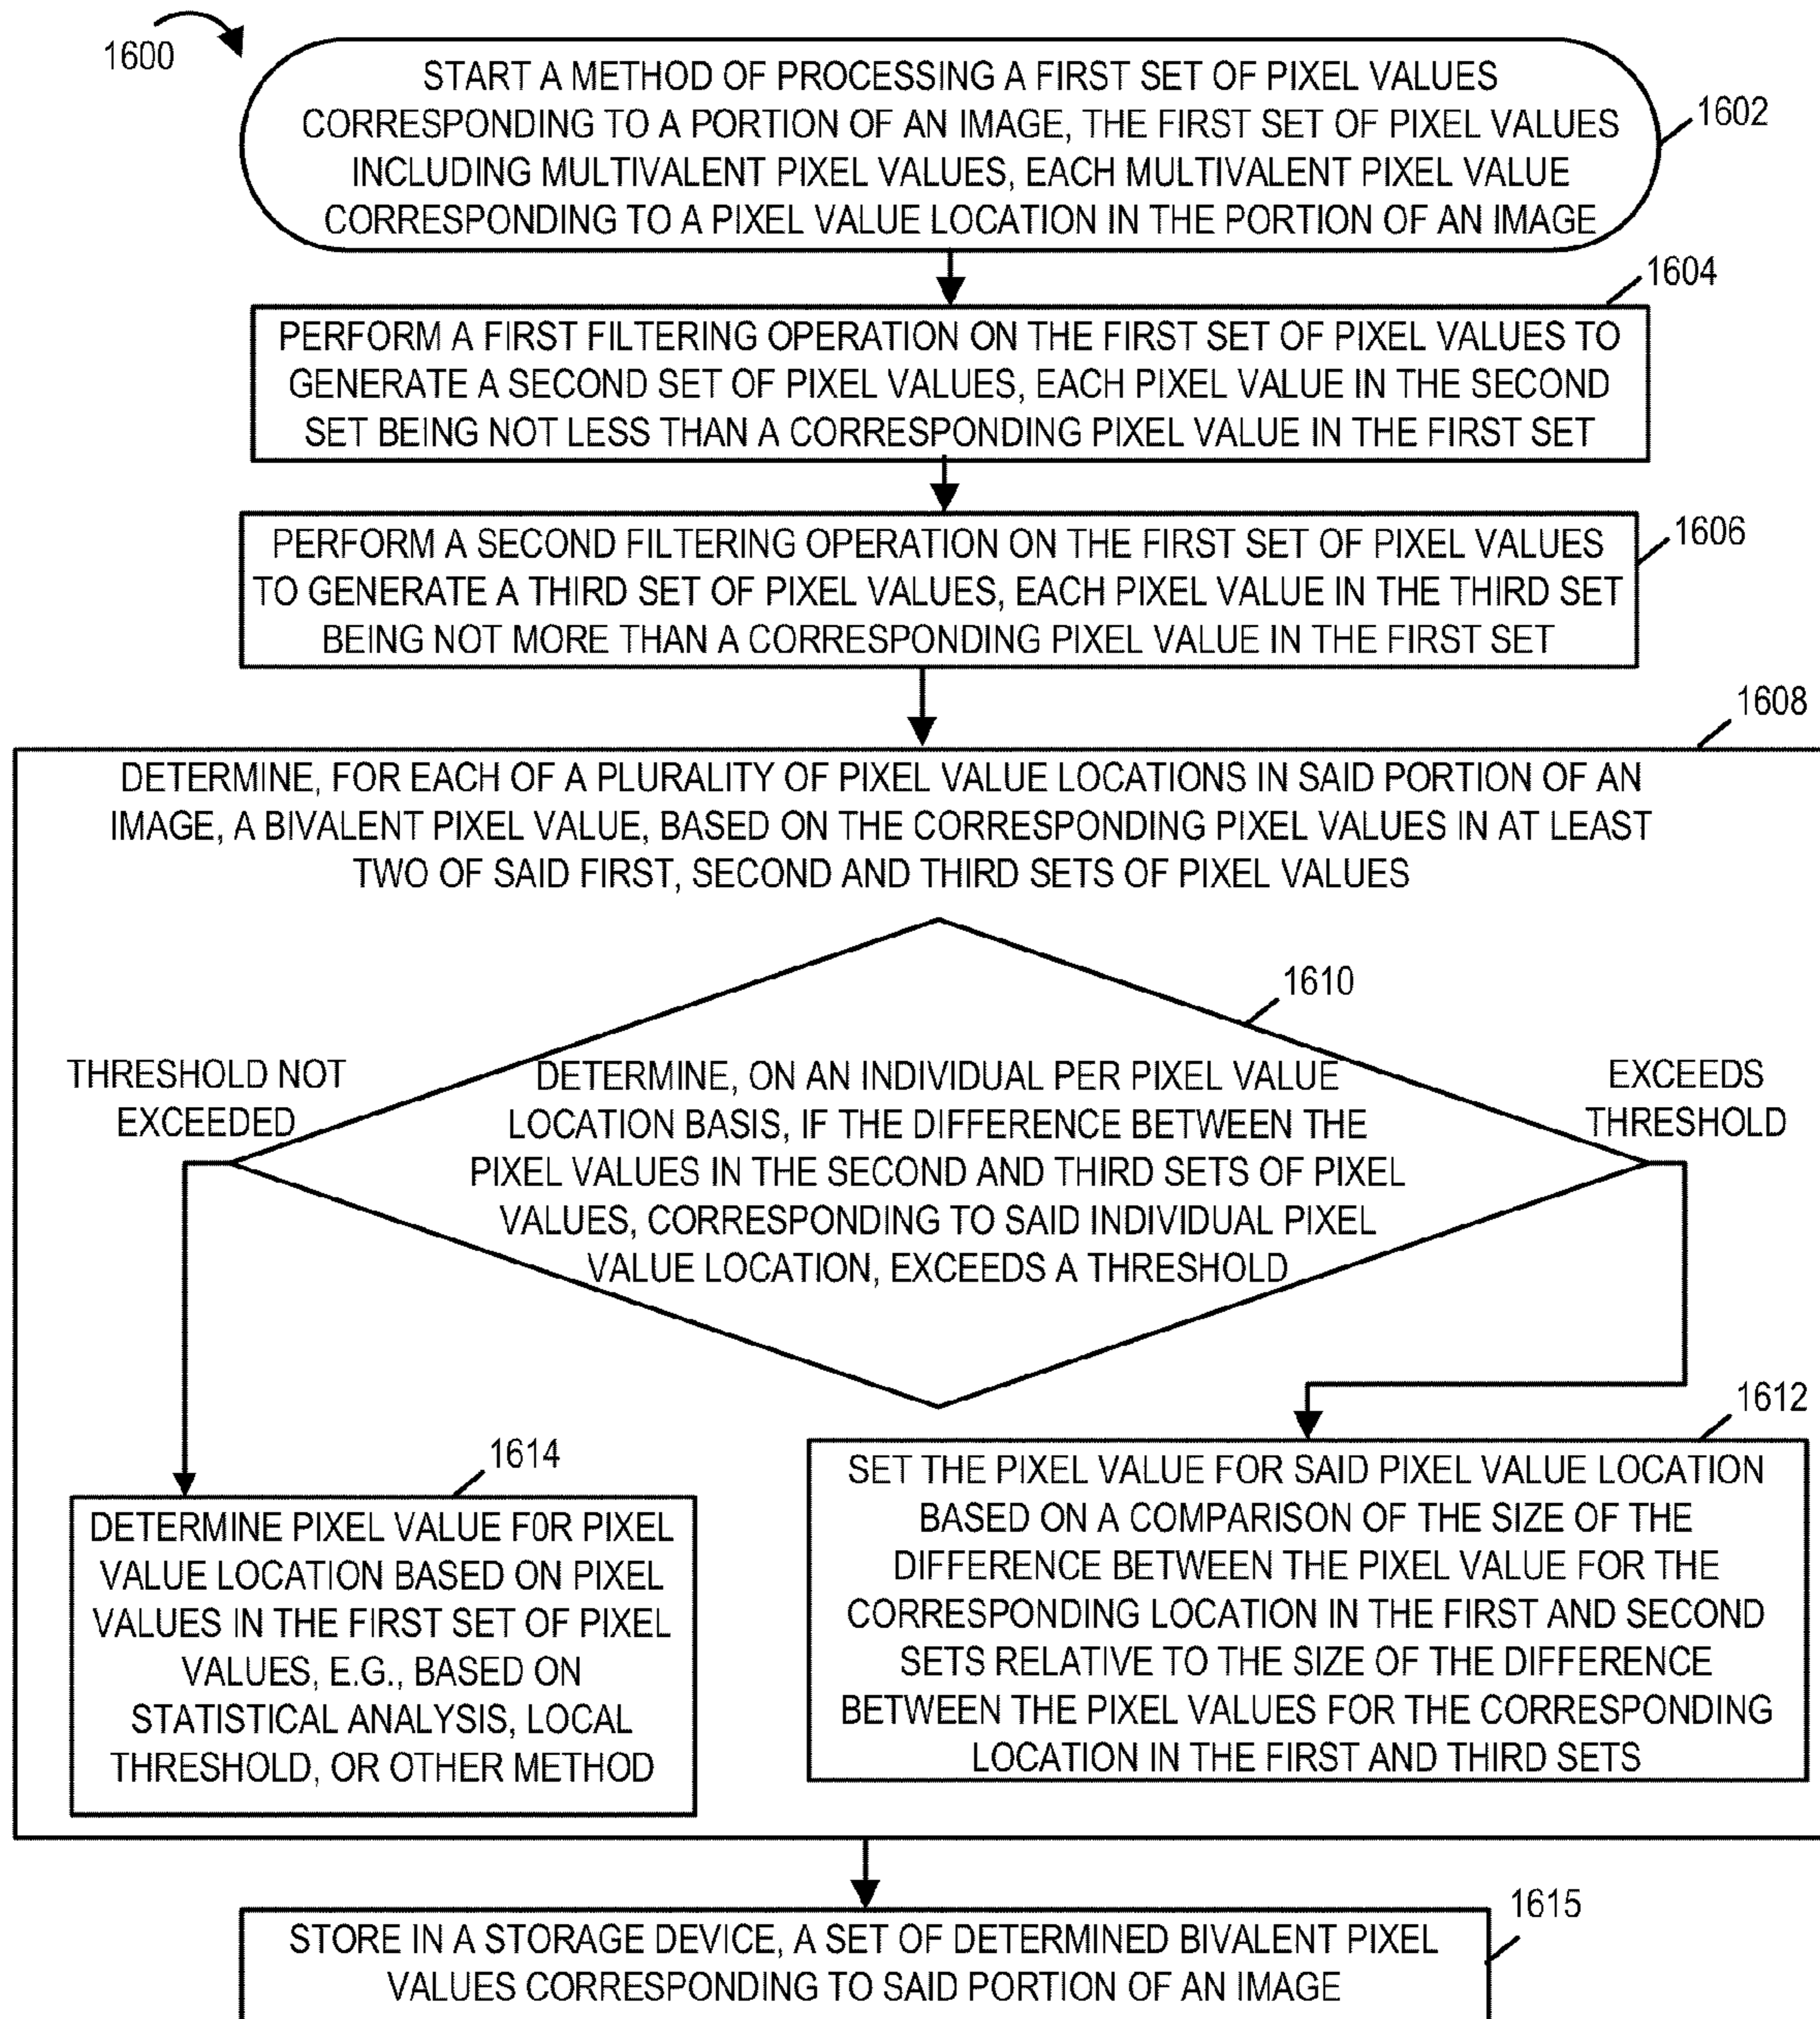 1600
START A METHOD OF PROCESSING A FIRST SET OF PIXEL VALUES
CORRESPONDING TO A PORTION OF AN IMAGE, THE FIRST SET OF PIXEL VALUES
INCLUDING MULTIVALENT PIXEL VALUES, EACH MULTIVALENT PIXEL VALUE
CORRESPONDING TO A PIXEL VALUE LOCATION IN THE PORTION OF AN IMAGE
1602
1604
PERFORM A FIRST FILTERING OPERATION ON THE FIRST SET OF PIXEL VALUES TO
GENERATE A SECOND SET OF PIXEL VALUES, EACH PIXEL VALUE IN THE SECOND
SET BEING NOT LESS THAN A CORRESPONDING PIXEL VALUE IN THE FIRST SET
1606
PERFORM A SECOND FILTERING OPERATION ON THE FIRST SET OF PIXEL VALUES
TO GENERATE A THIRD SET OF PIXEL VALUES, EACH PIXEL VALUE IN THE THIRD SET
BEING NOT MORE THAN A CORRESPONDING PIXEL VALUE IN THE FIRST SET
1608
DETERMINE, FOR EACH OF A PLURALITY OF PIXEL VALUE LOCATIONS IN SAID PORTION OF AN
IMAGE, A BIVALENT PIXEL VALUE, BASED ON THE CORRESPONDING PIXEL VALUES IN AT LEAST
TWO OF SAID FIRST, SECOND AND THIRD SETS OF PIXEL VALUES
1610
THRESHOLD NOT
EXCEEDED
DETERMINE, ON AN INDIVIDUAL PER PIXEL VALUE
LOCATION BASIS, IF THE DIFFERENCE BETWEEN THE
PIXEL VALUES IN THE SECOND AND THIRD SETS OF PIXEL
VALUES, CORRESPONDING TO SAID INDIVIDUAL PIXEL
VALUE LOCATION, EXCEEDS A THRESHOLD
EXCEEDS
THRESHOLD
1614
DETERMINE PIXEL VALUE F0R PIXEL
VALUE LOCATION BASED ON PIXEL
VALUES IN THE FIRST SET OF PIXEL
VALUES, E.G., BASED ON
STATISTICAL ANALYSIS, LOCAL
THRESHOLD, OR OTHER METHOD
1612
SET THE PIXEL VALUE FOR SAID PIXEL VALUE LOCATION
BASED ON A COMPARISON OF THE SIZE OF THE
DIFFERENCE BETWEEN THE PIXEL VALUE FOR THE
CORRESPONDING LOCATION IN THE FIRST AND SECOND
SETS RELATIVE TO THE SIZE OF THE DIFFERENCE
BETWEEN THE PIXEL VALUES FOR THE CORRESPONDING
LOCATION IN THE FIRST AND THIRD SETS
1615
STORE IN A STORAGE DEVICE, A SET OF DETERMINED BIVALENT PIXEL
VALUES CORRESPONDING TO SAID PORTION OF AN IMAGE